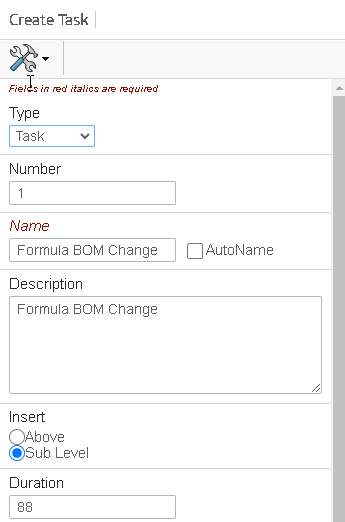 Create Task
Fields in red italics are required
Type
Task
Number
1
Name
Formula BOM Change
AutoName
Description
Formula BOM Change
Insert
Above
Sub Level
Duration
88